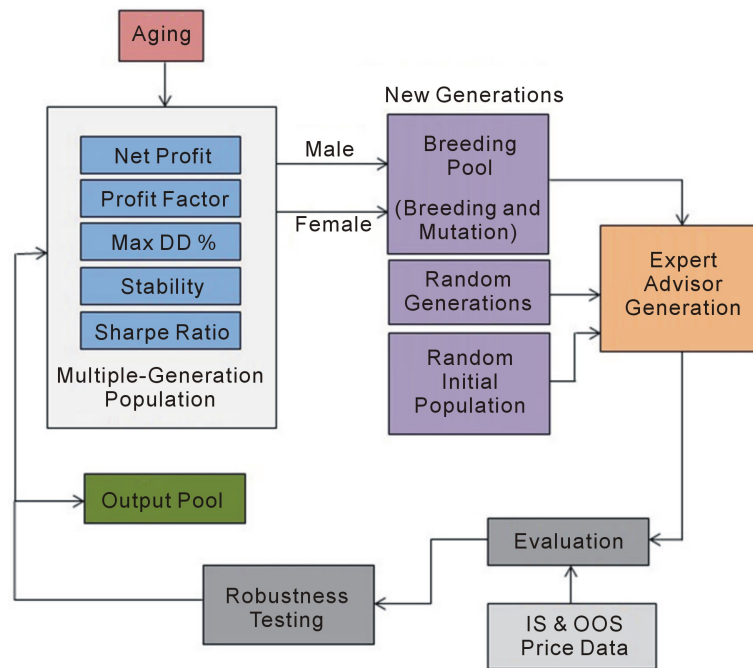 Aging
Net Profit
Profit Factor
Max DD %
Stability
Sharpe Ratio
Multiple-Generation
Population
Male
Female
New Generations
Breeding
Pool
(Breeding and
Mutation)
Random
Generations
Random
Initial
Population
Expert
Advisor
Generation
Output Pool
Evaluation
Robustness
Testing
IS & OOS
Price Data